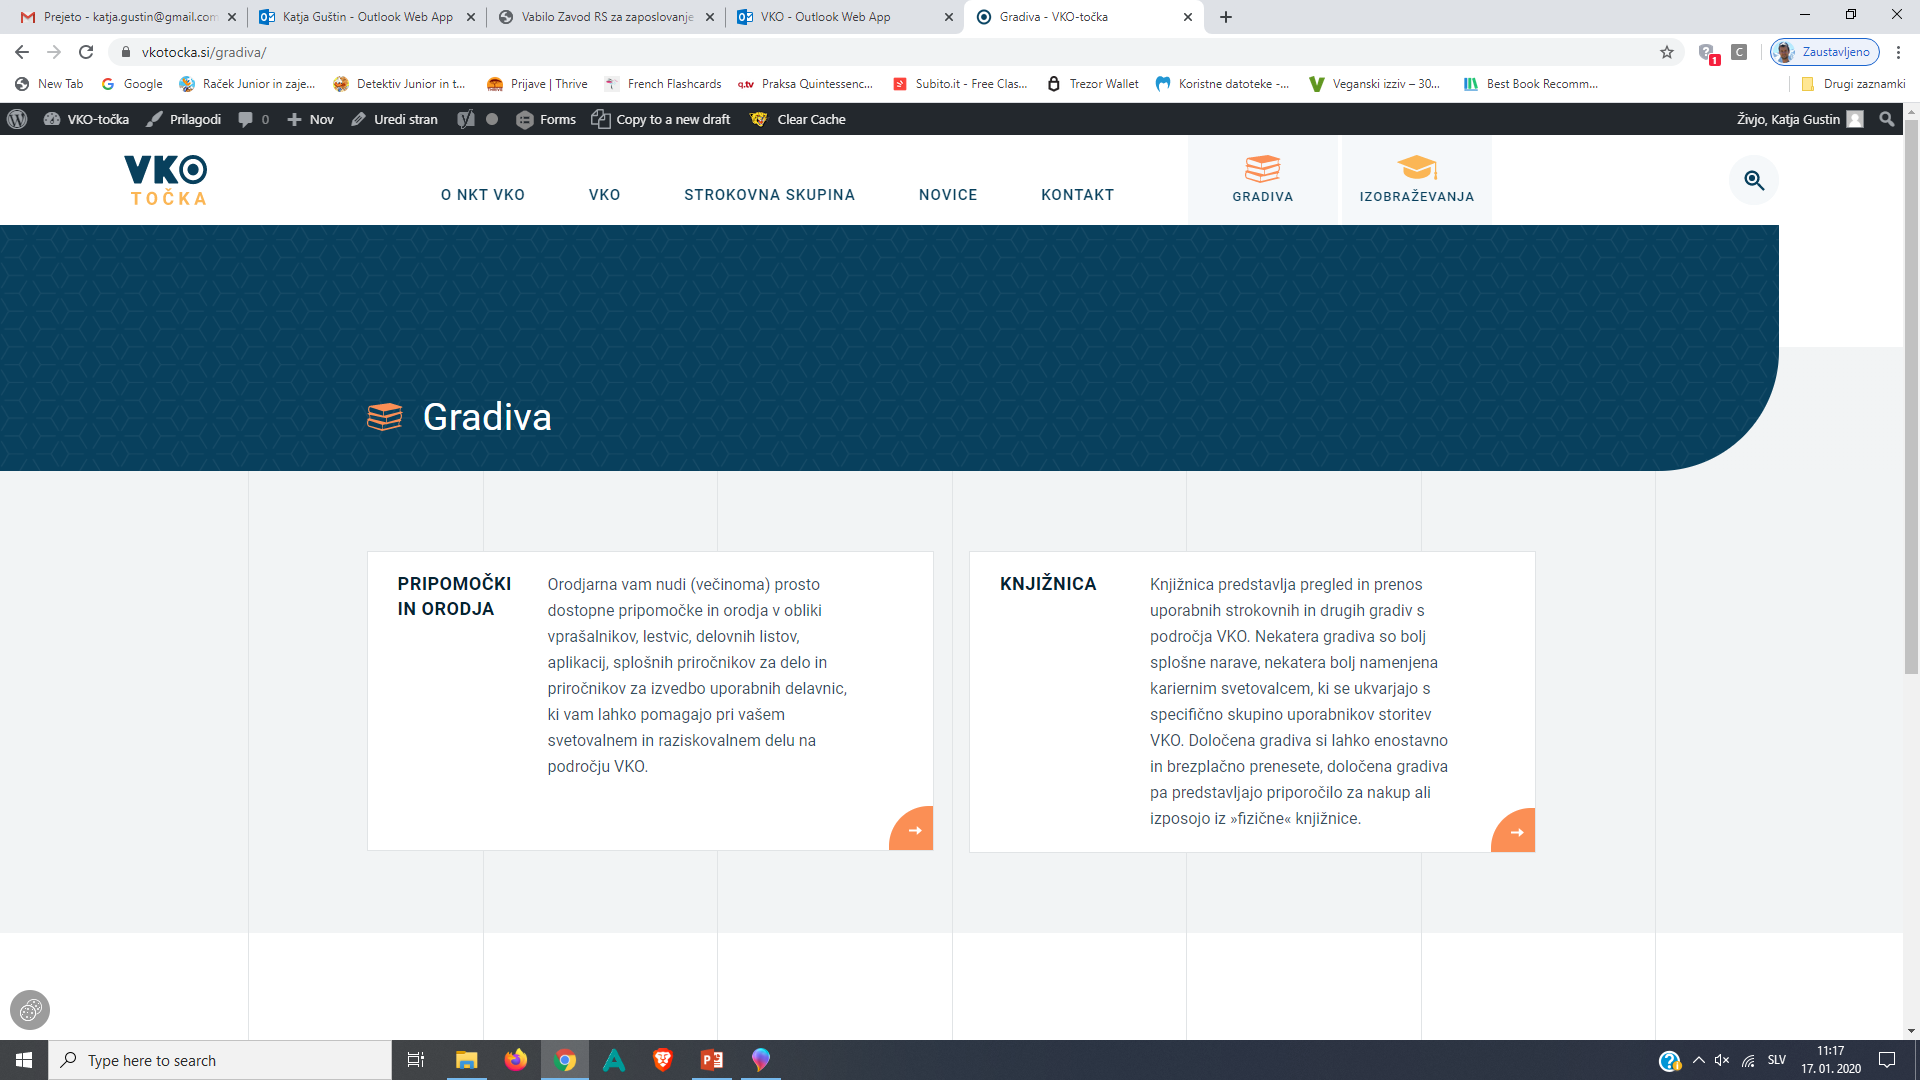 Prejeto - katja.gustin@gmail.com
Katja Guštin - Outlook Web App
Vabilo Zavod RS za zaposlovanje
VKO - Outlook Web App
Gradiva - VKO-točka
vkotocka.si/gradiva/
1
C
Zaustavljeno
New Tab
Google
Raček Junior in zaje...
Detektiv Junior in t...
Prijave | Thrive
French Flashcards
q.tv
Praksa Quintessenc...
Subito.it - Free Clas...
Trezor Wallet
Koristne datoteke -...
Veganski izziv – 30...
Best Book Recomm...
Drugi zaznamki
VKO-točka
Prilagodi
0
Nov
Uredi stran
Forms
Copy to a new draft
Clear Cache
Živjo, Katja Gustin
VKO
TOČKA
O NKT VKO
VKO
STROKOVNA SKUPINA
NOVICE
KONTAKT
GRADIVA
IZOBRAŽEVANJA
Gradiva
PRIPOMOČKI
IN ORODJA
Orodjarna vam nudi (večinoma) prosto
dostopne pripomočke in orodja v obliki
vprašalnikov, lestvic, delovnih listov,
aplikacij, splošnih priročnikov za delo in
priročnikov za izvedbo uporabnih delavnic,
ki vam lahko pomagajo pri vašem
svetovalnem in raziskovalnem delu na
področju VKO.
KNJIŽNICA
Knjižnica predstavlja pregled in prenos
uporabnih strokovnih in drugih gradiv s
področja VKO. Nekatera gradiva so bolj
splošne narave, nekatera bolj namenjena
kariernim svetovalcem, ki se ukvarjajo s
specifično skupino uporabnikov storitev
VKO. Določena gradiva si lahko enostavno
in brezplačno prenesete, določena gradiva
pa predstavljajo priporočilo za nakup ali
izposojo iz »fizične« knjižnice.
Type here to search
SLV
11:17
17. 01. 2020